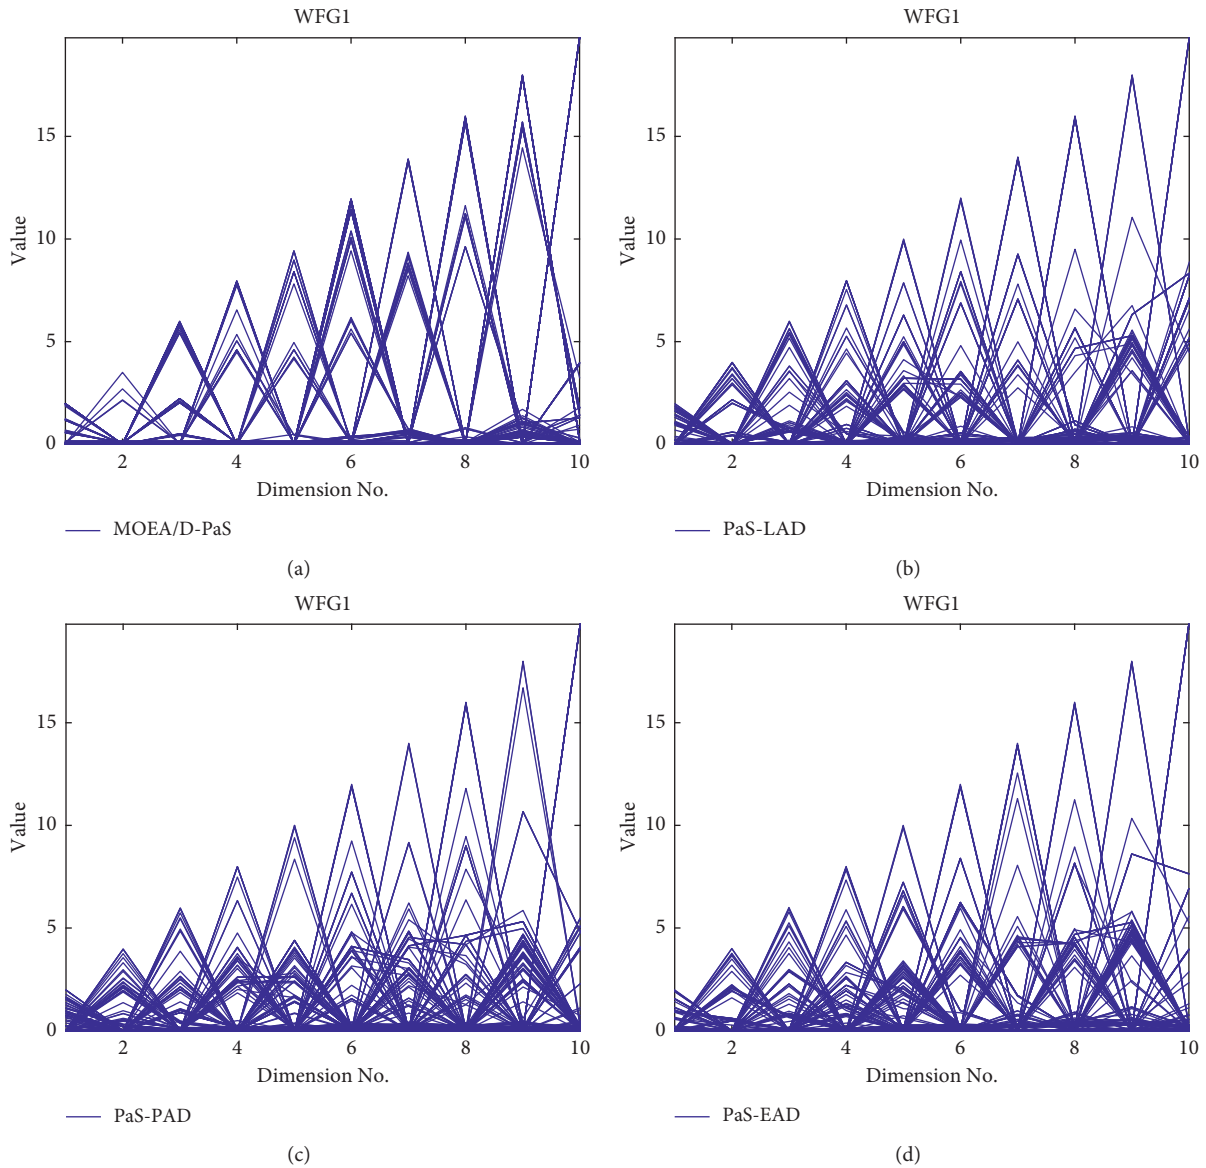 WFG1
15
10
5
0
Value
2 4 6 8 10
Dimension No.
MOEA/D-PaS
(a)
WFG1
15
10
5
0
Value
2 4 6 8 10
Dimension No.
PaS-LAD
(b)
WFG1
15
10
5
0
Value
2 4 6 8 10
Dimension No.
PaS-PAD
(c)
WFG1
15
10
5
0
Value
2 4 6 8 10
Dimension No.
PaS-EAD
(d)